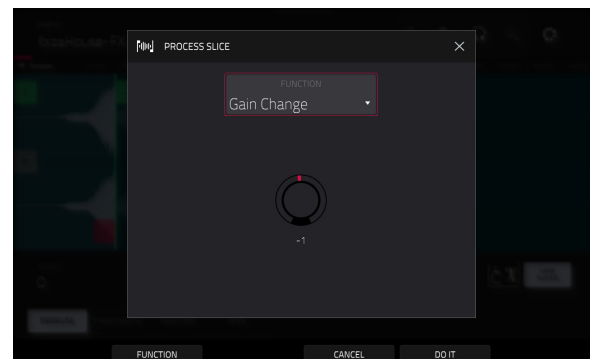 PROCESS SLICE
FUNCTION
Gain Change
-1
FUNCTION
CANCEL
DO IT